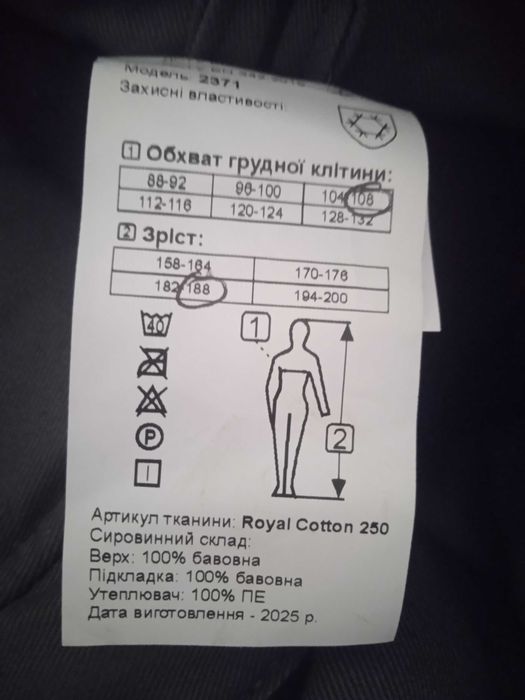 Модель: 2371
Захисні властивості:
1 Обхват грудної клітини:
88-92 96-100 104-108
112-116 120-124 128-132
2 Зріст:
158-164 170-176
182-188 194-200
40
P
1
2
Артикул тканини: Royal Cotton 250
Сировинний склад:
Верх: 100% бавовна
Підкладка: 100% бавовна
Утеплювач: 100% ПЕ
Дата виготовлення - 2025 р.